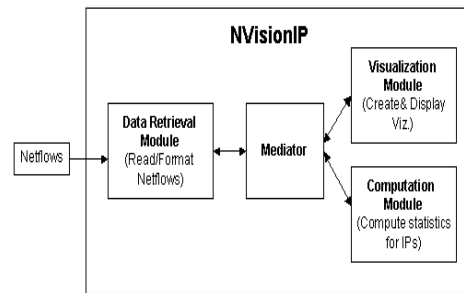 NVisionIP
Visualization
Module
(Create& Display
Viz.)
Data Retrieval
Module
(Read/Format
Netflows)
Mediator
Netflows
Computation
Module
(Compute statistics
for IPs)